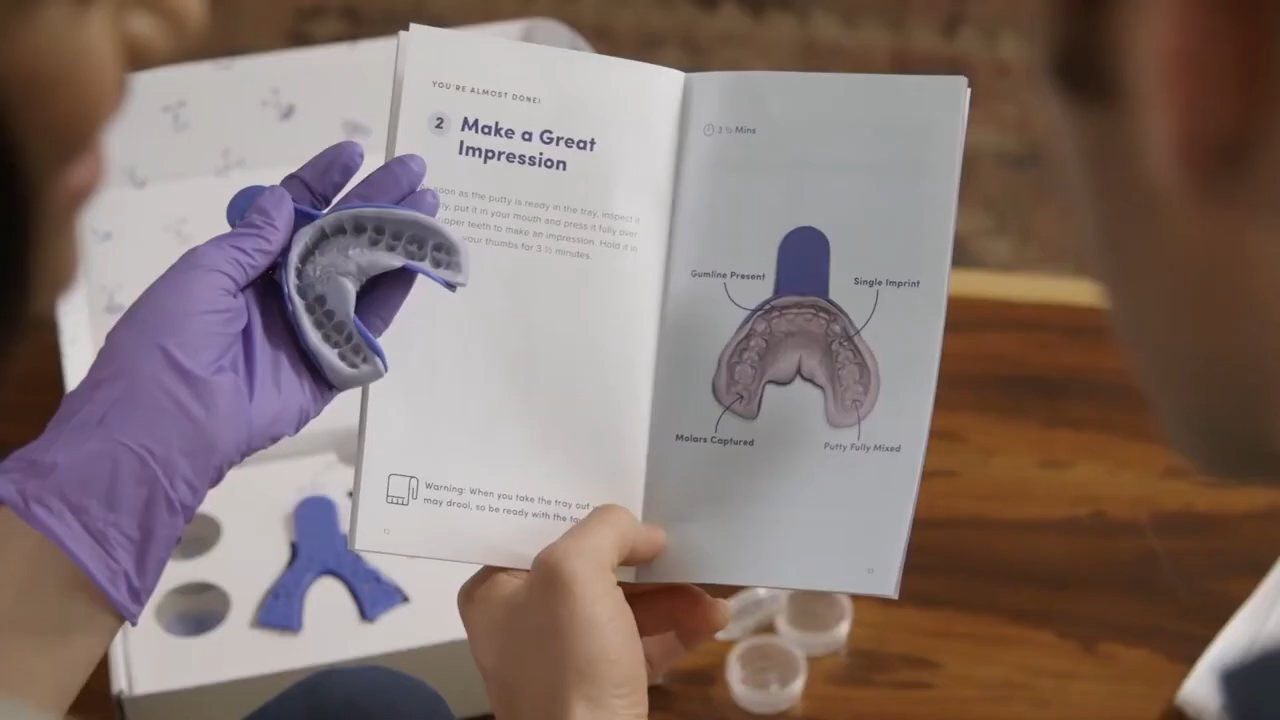 YOU'RE ALMOST DONE!
2 Make a Great
Impression
soon as the putty is ready in the tray, inspect it
put it in your mouth and press it fully over
upper teeth to make an impression. Hold it in
your thumbs for 3 ½ minutes.
Warning: When you take the tray out
may drool, so be ready with the
3 ½ Mins
Gumline Present
Single Imprint
Molars Captured
Putty Fully Mixed